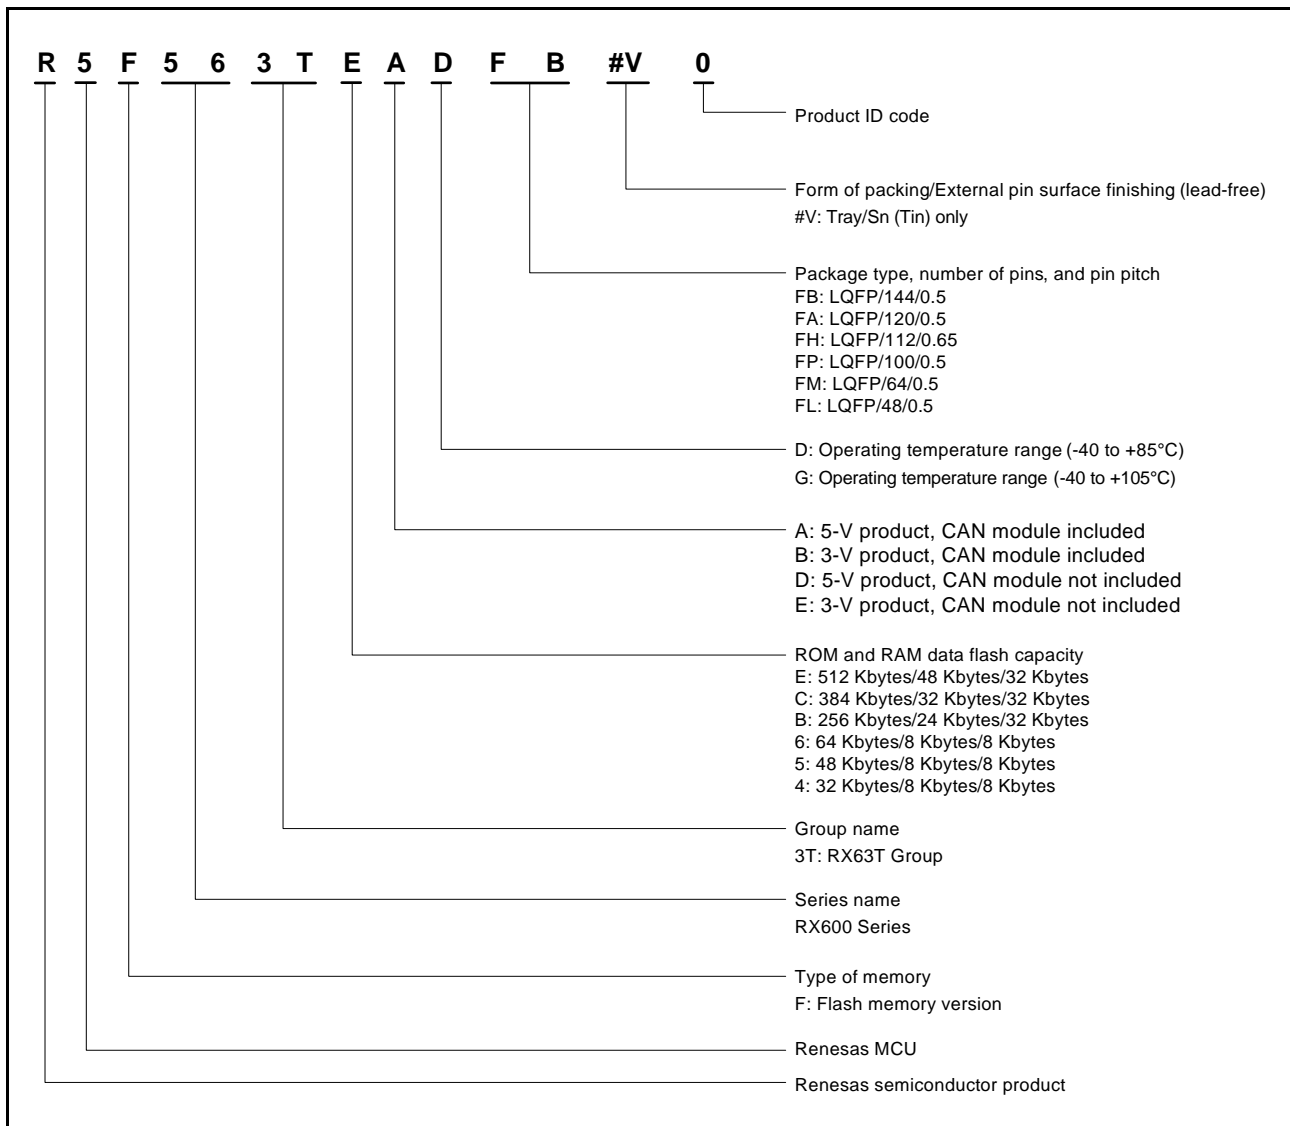 R 5 F 5 6 3 T E A D F B #V 0
Product ID code
Form of packing/External pin surface finishing (lead-free)
#V: Tray/Sn (Tin) only
Package type, number of pins, and pin pitch
FB: LQFP/144/0.5
FA: LQFP/120/0.5
FH: LQFP/112/0.65
FP: LQFP/100/0.5
FM: LQFP/64/0.5
FL: LQFP/48/0.5
D: Operating temperature range (-40 to +85°C)
G: Operating temperature range (-40 to +105°C)
A: 5-V product, CAN module included
B: 3-V product, CAN module included
D: 5-V product, CAN module not included
E: 3-V product, CAN module not included
ROM and RAM data flash capacity
E: 512 Kbytes/48 Kbytes/32 Kbytes
C: 384 Kbytes/32 Kbytes/32 Kbytes
B: 256 Kbytes/24 Kbytes/32 Kbytes
6: 64 Kbytes/8 Kbytes/8 Kbytes
5: 48 Kbytes/8 Kbytes/8 Kbytes
4: 32 Kbytes/8 Kbytes/8 Kbytes
Group name
3T: RX63T Group
Series name
RX600 Series
Type of memory
F: Flash memory version
Renesas MCU
Renesas semiconductor product